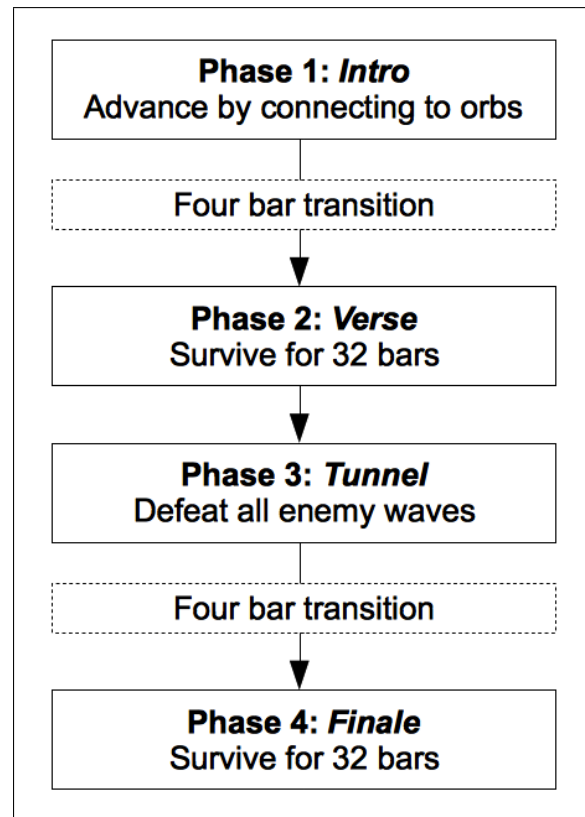 Phase 1: Intro
Advance by connecting to orbs
Four bar transition
Phase 2: Verse
Survive for 32 bars
Phase 3: Tunnel
Defeat all enemy waves
Four bar transition
Phase 4: Finale
Survive for 32 bars